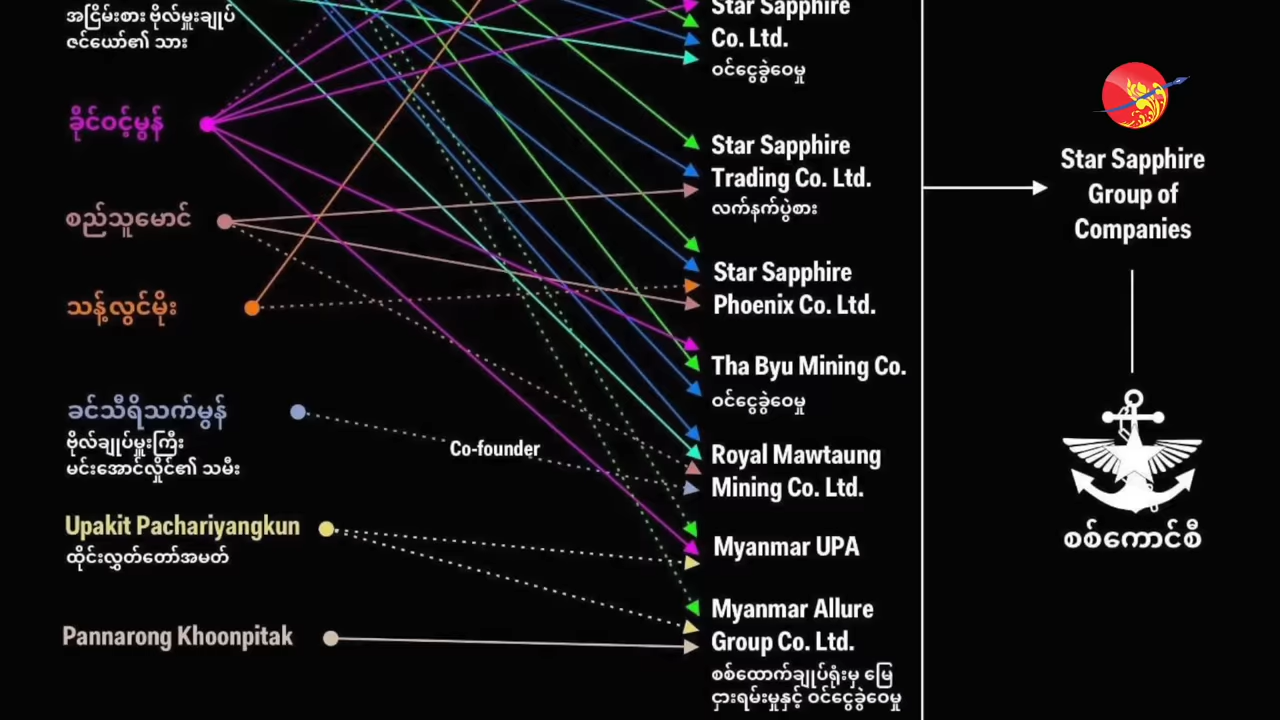 အငြိမ်းစား ဗိုလ်မှူးချုပ်
ဇင်ယော်၏ သား
ခိုင်ဝင့်မွန်
စည်သူမောင်
သန့်လွင်မိုး
ခင်သီရိသက်မွန်
ဗိုလ်ချုပ်မှူးကြီး
မင်းအောင်လှိုင်၏ သမီး
Upakit Pachariyangkun
ထိုင်းလွှတ်တော်အမတ်
Pannarong Khoonpitak
Co-founder
Star Sapphire
Co. Ltd.
ဝင်ငွေခွဲဝေမှု
Star Sapphire
Trading Co. Ltd.
လက်နက်ပွဲစား
Star Sapphire
Phoenix Co. Ltd.
Tha Byu Mining Co.
ဝင်ငွေခွဲဝေမှု
Royal Mawtaung
Mining Co. Ltd.
Myanmar UPA
Myanmar Allure
Group Co. Ltd.
စစ်ထောက်ချုပ်ရုံးမှ မြေ
ငှားရမ်းမှုနှင့် ဝင်ငွေခွဲဝေမှု
Star Sapphire
Group of
Companies
စစ်ကောင်စီ